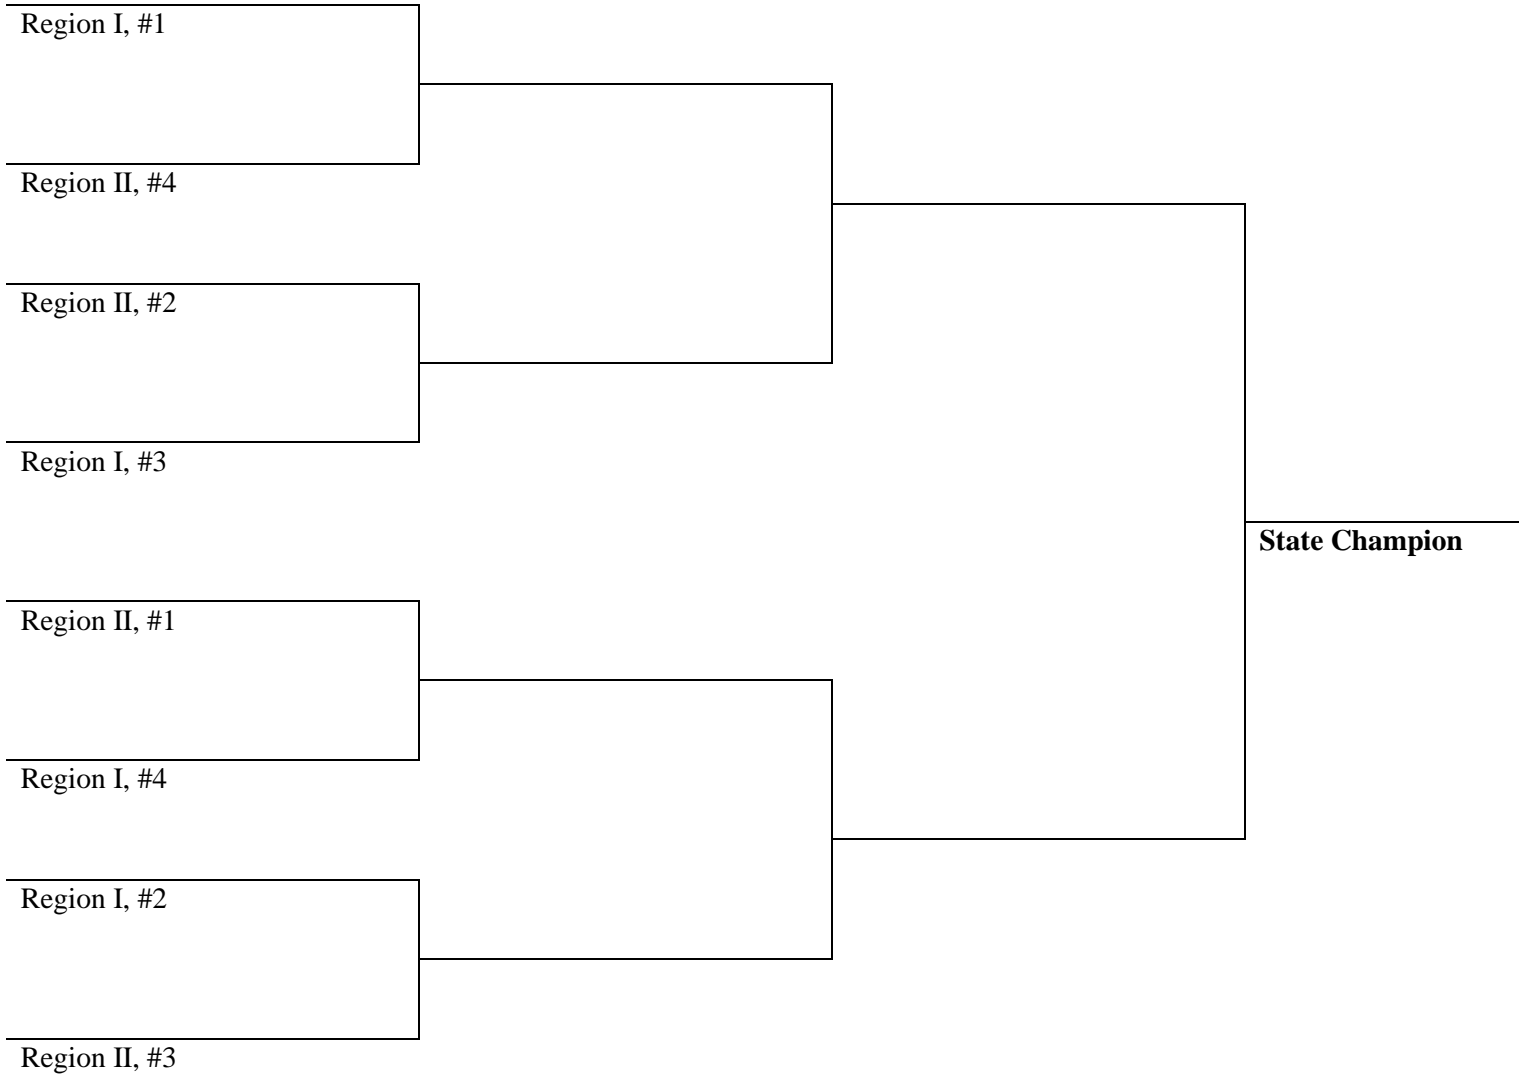 Region I, #1
Region II, #4
Region II, #2
Region I, #3
State Champion
Region II, #1
Region I, #4
Region I, #2
Region II, #3